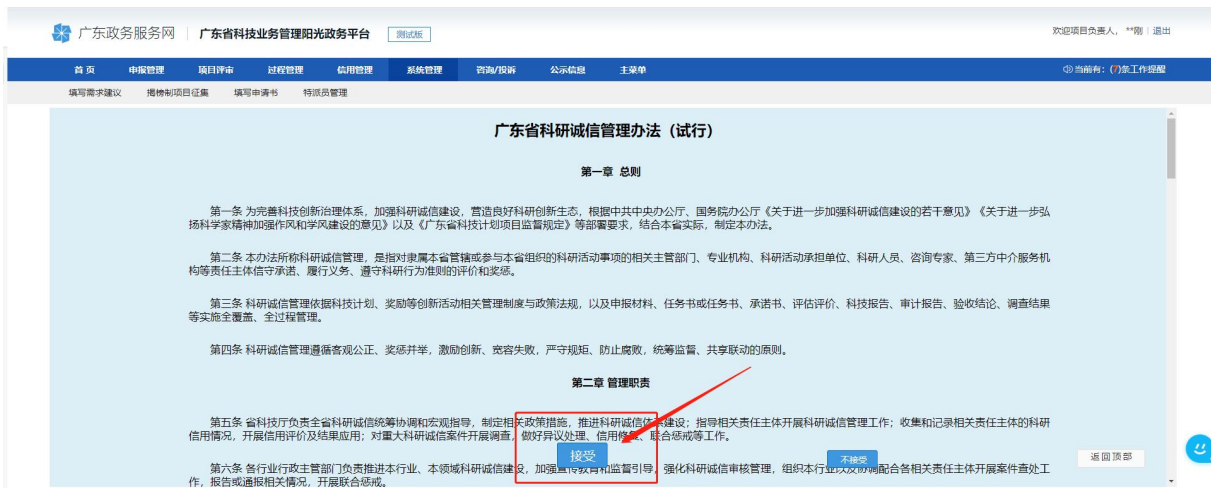 广东政务服务网 广东省科技业务管理阳光政务平台 测试版 欢迎项目负责人，**刚 退出
首页 申报管理 项目评审 过程管理 信用管理 系统管理 咨询/投诉 公示信息 主菜单 当前有：(7)条工作提醒
填写需求建议 揭榜制项目征集 填写申请书 特派员管理
广东省科研诚信管理办法（试行）
第一章 总则
第一条 为完善科技创新治理体系，加强科研诚信建设，营造良好科研创新生态，根据中共中央办公厅、国务院办公厅《关于进一步加强科研诚信建设的若干意见》《关于进一步弘
扬科学家精神加强作风和学风建设的意见》以及《广东省科技计划项目监督规定》等部署要求，结合本省实际，制定本办法。
第二条 本办法所称科研诚信管理，是指对隶属本省管辖或参与本省组织的科研活动事项的相关主管部门、专业机构、科研活动承担单位、科研人员、咨询专家、第三方中介服务机
构等责任主体信守承诺、履行义务、遵守科研行为准则的评价和奖惩。
第三条 科研诚信管理依据科技计划、奖励等创新活动相关管理制度与政策法规，以及申报材料、任务书或任务书、承诺书、评估评价、科技报告、审计报告、验收结论、调查结果
等实施全覆盖、全过程管理。
第四条 科研诚信管理遵循客观公正、奖惩并举，激励创新、宽容失败，严守规矩、防止腐败，统筹监督、共享联动的原则。
第二章 管理职责
第五条 省科技厅负责全省科研诚信统筹协调和宏观指导，制定相关政策措施，推进科研诚信体系建设；指导相关责任主体开展科研诚信管理工作；收集和记录相关责任主体的科研
信用情况，开展信用评价及结果应用；对重大科研诚信案件开展调查，做好异议处理、信用修复、联合惩戒等工作。
第六条 各行业行政主管部门负责推进本行业、本领域科研诚信建设，加强宣传教育和监督引导，强化科研诚信审核管理，组织本行业以及协调配合各相关责任主体开展案件查处工
作，报告或通报相关情况，开展联合惩戒。
接受 不接受 返回顶部